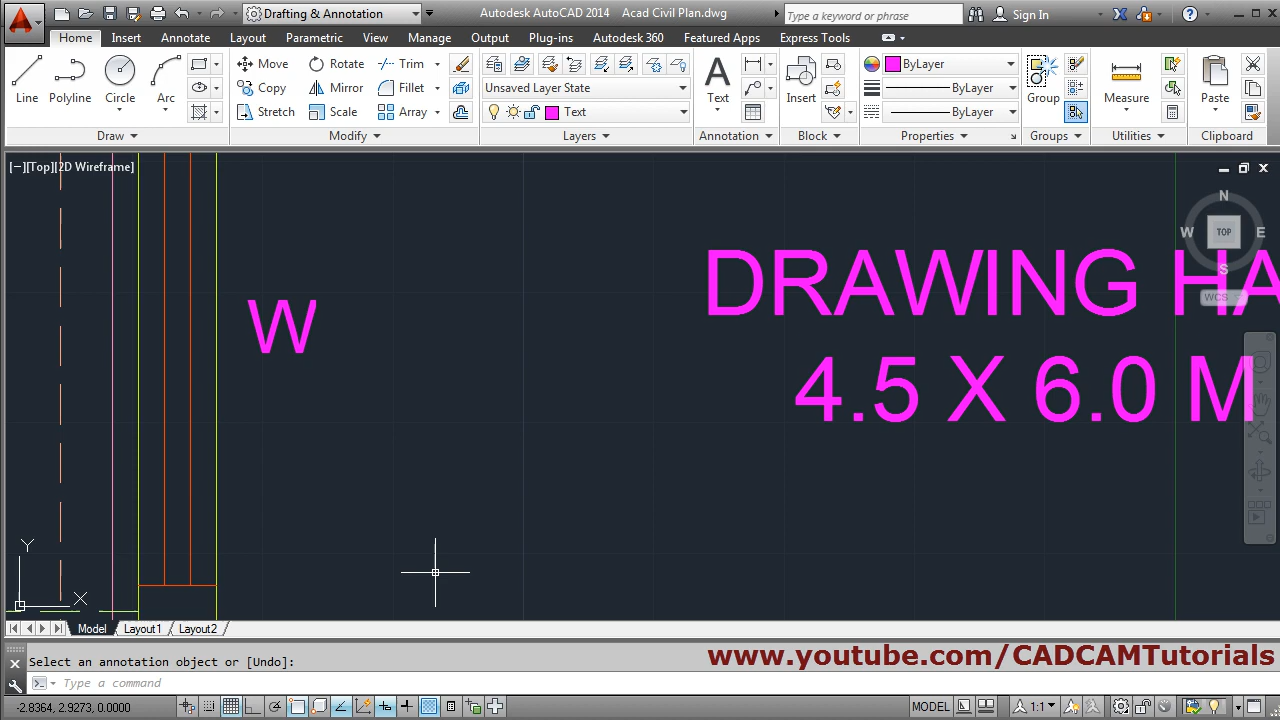 Drafting & Annotation
Autodesk AutoCAD 2014 Acad Civil Plan.dwg
Type a keyword or phrase
Sign In
Home Insert Annotate Layout Parametric View Manage Output Plug-ins Autodesk 360 Featured Apps Express Tools
Line Polyline Circle Arc
Move Rotate Trim
Copy Mirror Fillet
Stretch Scale Array
Unsaved Layer State
Text
Text
Insert
ByLayer
ByLayer
ByLayer
Group
Measure
Paste
Draw Modify Layers Annotation Block Properties Groups Utilities Clipboard
[−][Top][2D Wireframe]
N
W TOP E
S
WCS
W
DRAWING HA
4.5 X 6.0 M
Y
X
Model Layout1 Layout2
Select an annotation object or [Undo]:
www.youtube.com/CADCAMTutorials
Type a command
-2.8364, 2.9273, 0.0000
MODEL
1:1